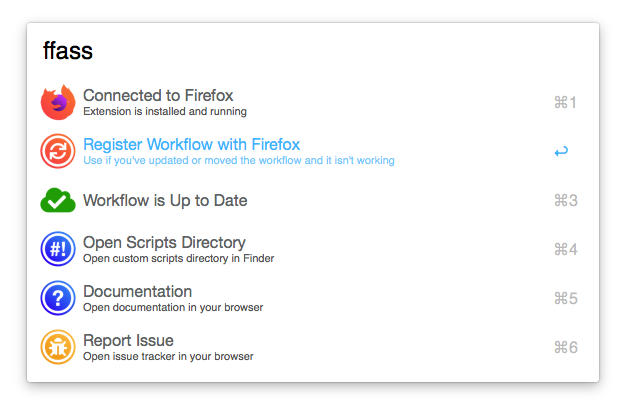 ffass
Connected to Firefox
Extension is installed and running
⌘1
Register Workflow with Firefox
Use if you've updated or moved the workflow and it isn't working
↩
Workflow is Up to Date
⌘3
#!
Open Scripts Directory
Open custom scripts directory in Finder
⌘4
?
Documentation
Open documentation in your browser
⌘5
Report Issue
Open issue tracker in your browser
⌘6